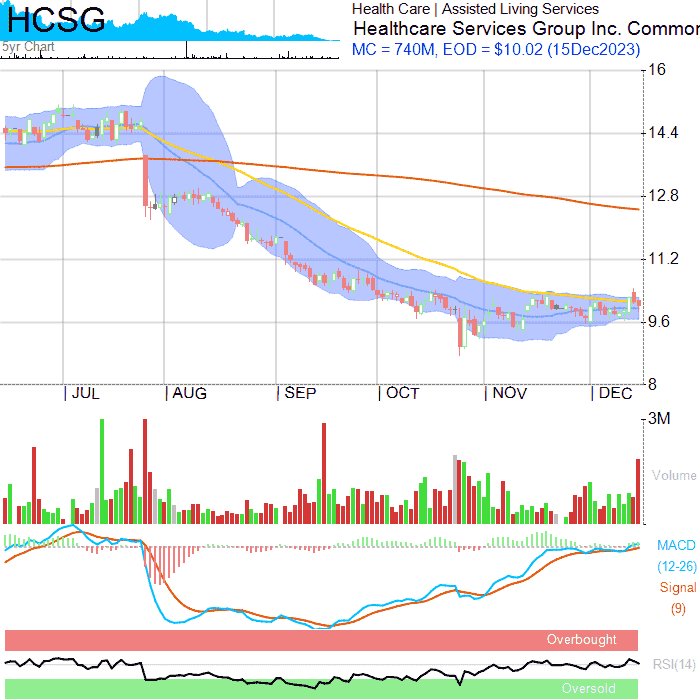 HCSG
5yr Chart
Health Care | Assisted Living Services
Healthcare Services Group Inc. Common
MC = 740M, EOD = $10.02 (15Dec2023)
16
14.4
12.8
11.2
9.6
8
JUL
AUG
SEP
OCT
NOV
DEC
3M
Volume
MACD
(12-26)
Signal
(9)
Overbought
RSI(14)
Oversold